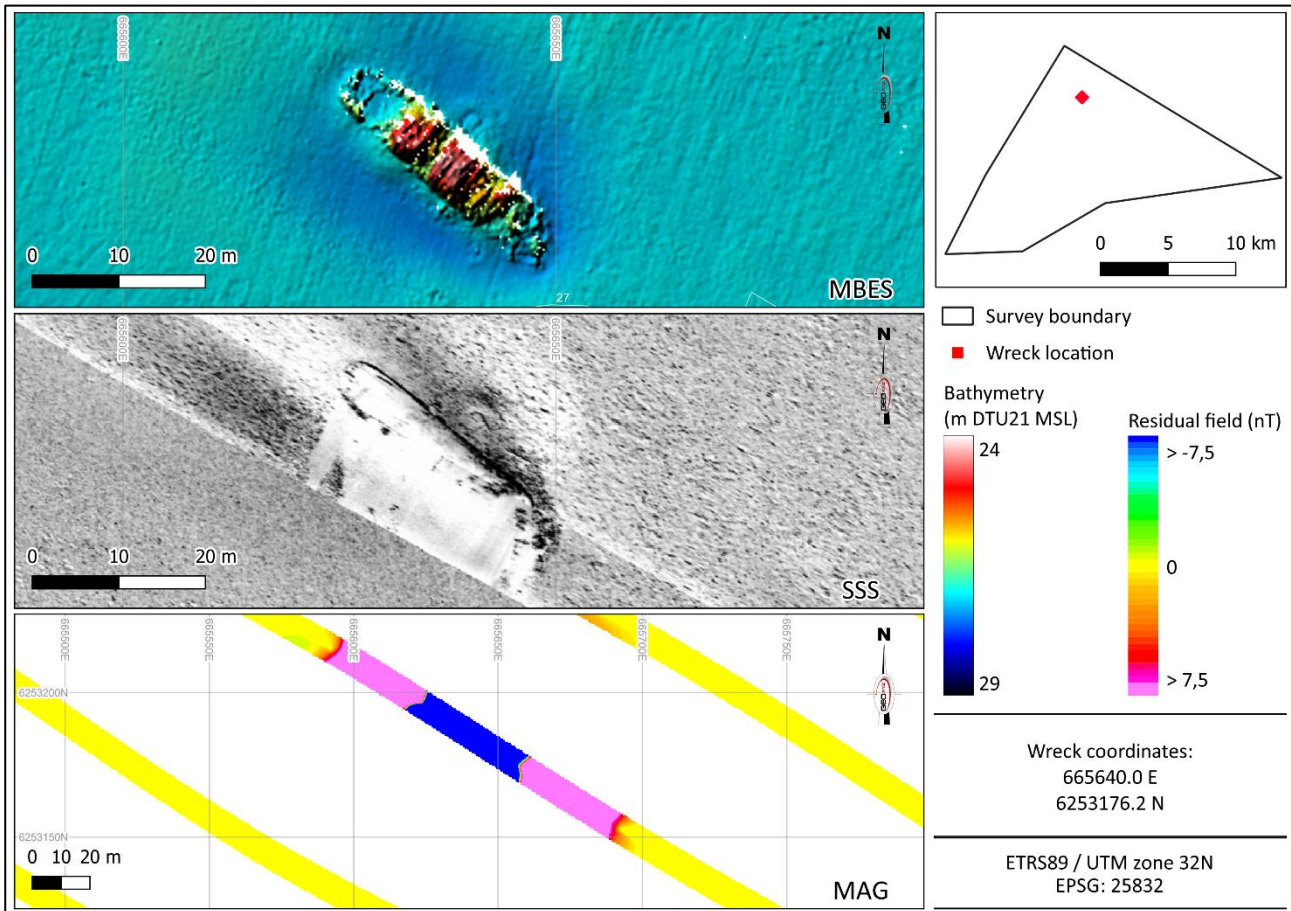 665600E
665650E
N
0 10 20 m
27
MBES
665600E
665650E
N
0 10 20 m
SSS
665500E
665550E
665600E
665650E
665700E
665750E
N
6253200N
6253150N
0 10 20 m
MAG
0 5 10 km
Survey boundary
Wreck location
Bathymetry
(m DTU21 MSL)
24
29
Residual field (nT)
> -7,5
0
> 7,5
Wreck coordinates:
665640.0 E
6253176.2 N
ETRS89 / UTM zone 32N
EPSG: 25832